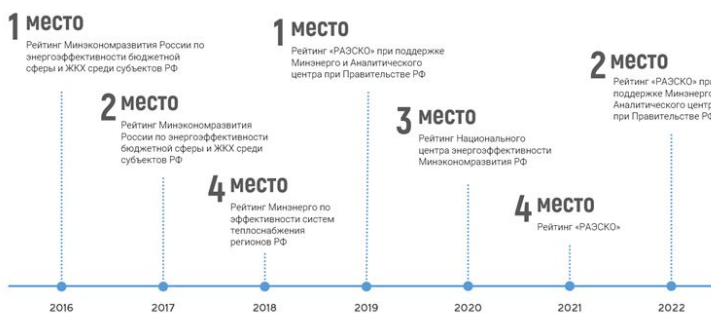 1 место
Рейтинг Минэкономразвития России по
энергоэффективности бюджетной
сферы и ЖКХ среди субъектов РФ
2 место
Рейтинг Минэкономразвития
России по энергоэффективности
бюджетной сферы и ЖКХ среди
субъектов РФ
4 место
Рейтинг Минэнерго по
эффективности систем
теплоснабжения
регионов РФ
1 место
Рейтинг «РАЭСКО» при поддержке
Минэнерго и Аналитического
центра при Правительстве РФ
3 место
Рейтинг Национального
центра энергоэффективности
Минэкономразвития РФ
4 место
Рейтинг «РАЭСКО»
2 место
Рейтинг «РАЭСКО» при
поддержке Минэнерго
Аналитического центр
при Правительстве РФ
2016 2017 2018 2019 2020 2021 2022